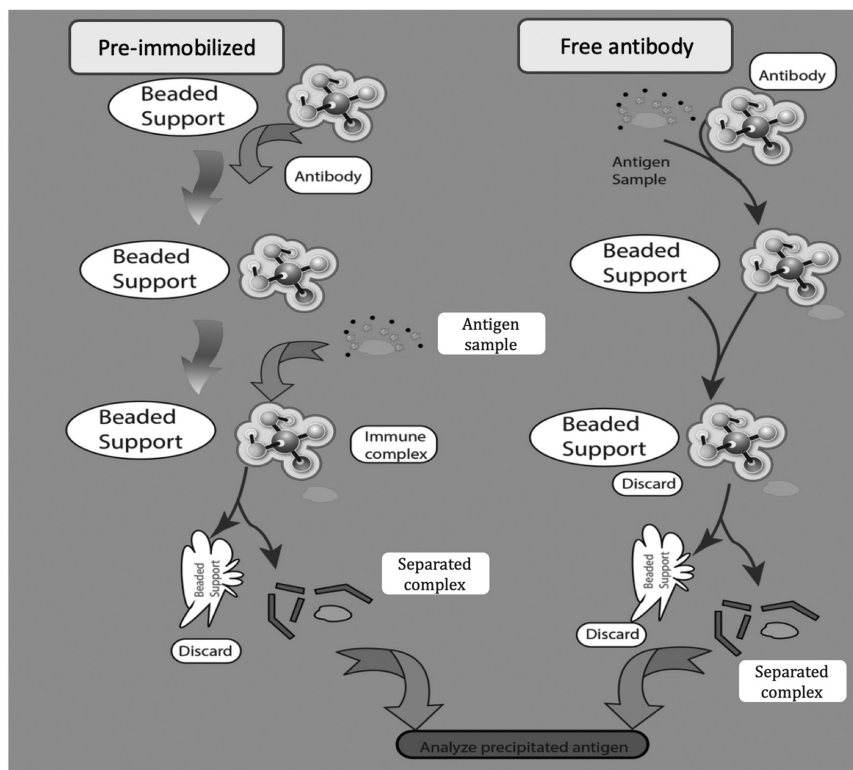 Pre-immobilized
Beaded
Support
Antibody
Beaded
Support
Antigen
sample
Beaded
Support
Immune
complex
Beaded
Support
Separated
complex
Discard
Free antibody
Antibody
Antigen
Sample
Beaded
Support
Beaded
Support
Discard
Beaded
Support
Discard
Separated
complex
Analyze precipitated antigen